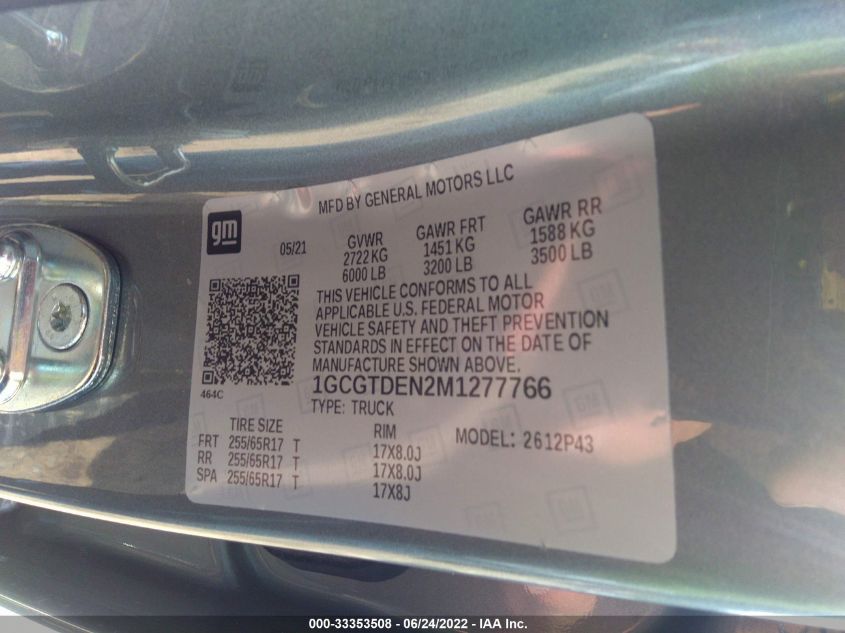 MFD BY GENERAL MOTORS LLC
gm
05/21
GVWR GAWR FRT GAWR RR
2722 KG 1451 KG 1588 KG
6000 LB 3200 LB 3500 LB
THIS VEHICLE CONFORMS TO ALL
APPLICABLE U.S. FEDERAL MOTOR
VEHICLE SAFETY AND THEFT PREVENTION
STANDARDS IN EFFECT ON THE DATE OF
MANUFACTURE SHOWN ABOVE.
464C
1GCGTDEN2M1277766
TYPE: TRUCK
TIRE SIZE RIM MODEL: 2612P43
FRT 255/65R17 T 17X8.0J
RR 255/65R17 T 17X8.0J
SPA 255/65R17 T 17X8J
000-33353508 - 06/24/2022 - IAA Inc.